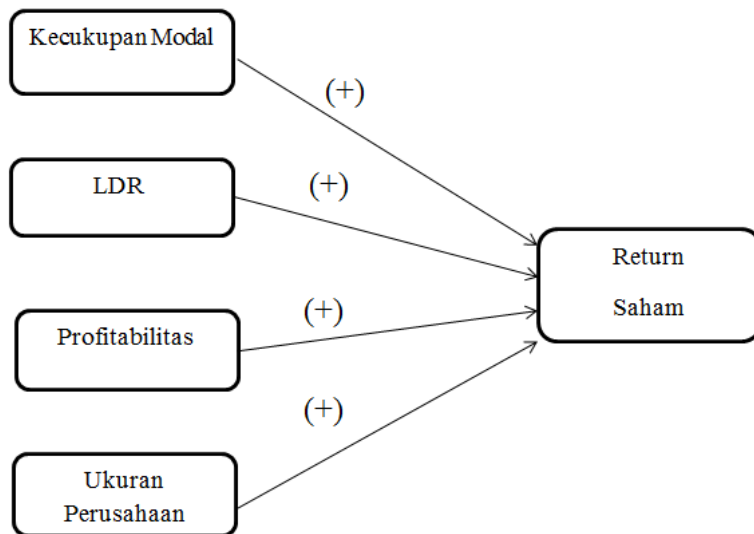 Kecukupan Modal
(+)
LDR
(+)
Return
Saham
Profitabilitas
(+)
Ukuran
Perusahaan
(+)